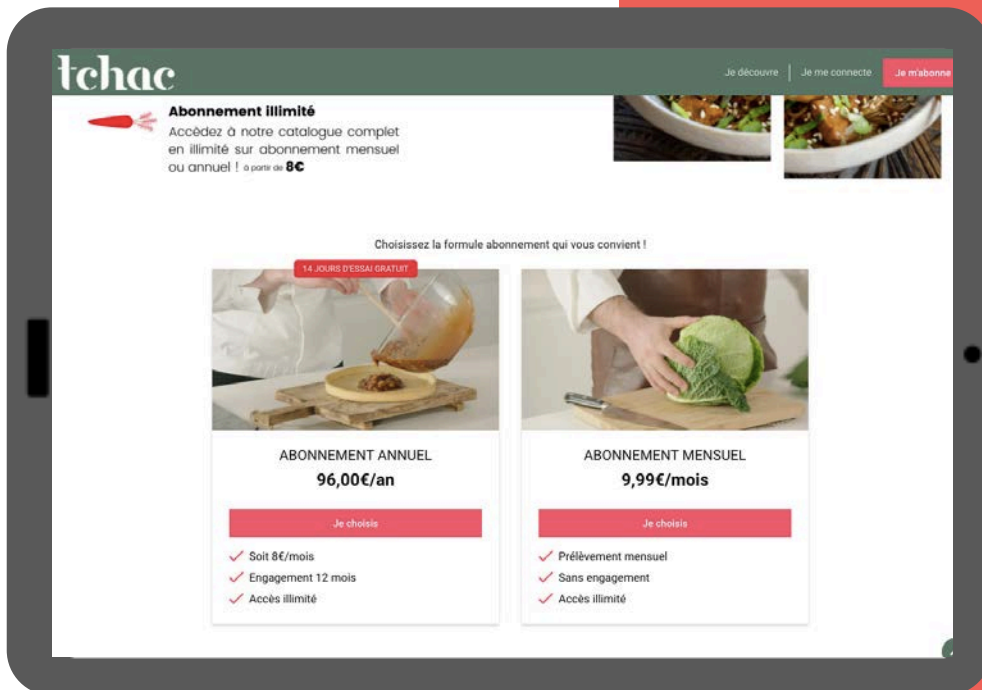 tchac
Je découvre
Je me connecte
Je m'abonne
Abonnement illimité
Accédez à notre catalogue complet
en illimité sur abonnement mensuel
ou annuel ! à partir de 8€
Choisissez la formule abonnement qui vous convient !
14 JOURS D'ESSAI GRATUIT
ABONNEMENT ANNUEL
96,00€/an
Je choisis
Soit 8€/mois
Engagement 12 mois
Accès illimité
ABONNEMENT MENSUEL
9,99€/mois
Je choisis
Prélèvement mensuel
Sans engagement
Accès illimité